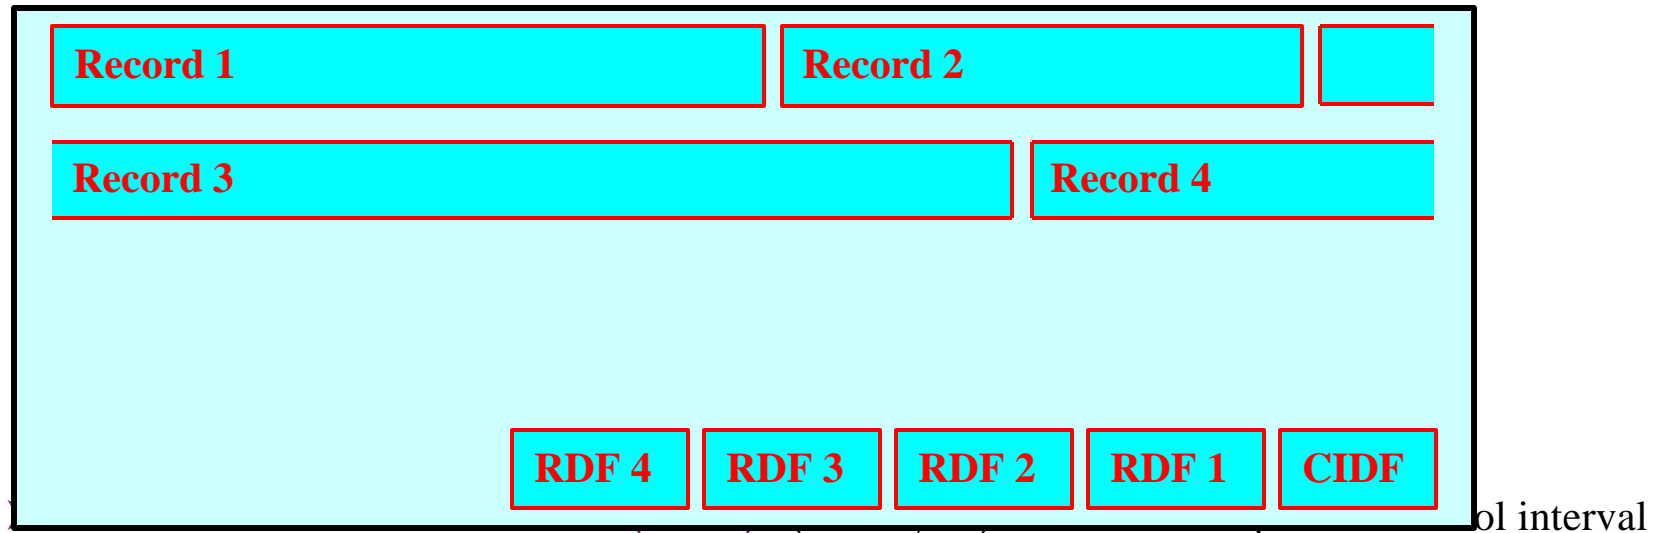 Record 1 Record 2
Record 3 Record 4
RDF 4 RDF 3 RDF 2 RDF 1 CIDF
ol interval